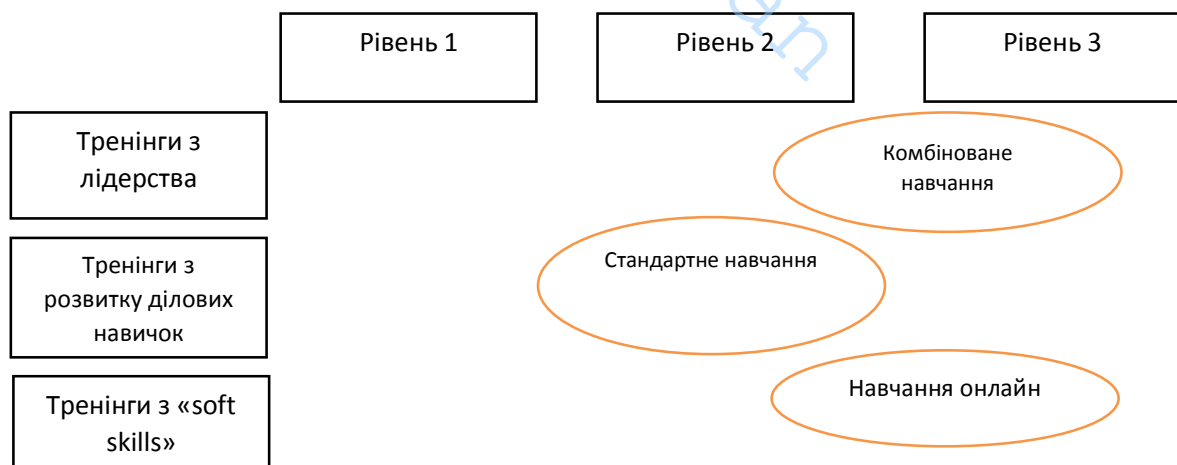 Рівень 1
Рівень 2
Рівень 3
Тренінги з
лідерства
Комбіноване
навчання
Тренінги з
розвитку ділових
навичок
Стандартне навчання
Тренінги з «soft
skills»
Навчання онлайн